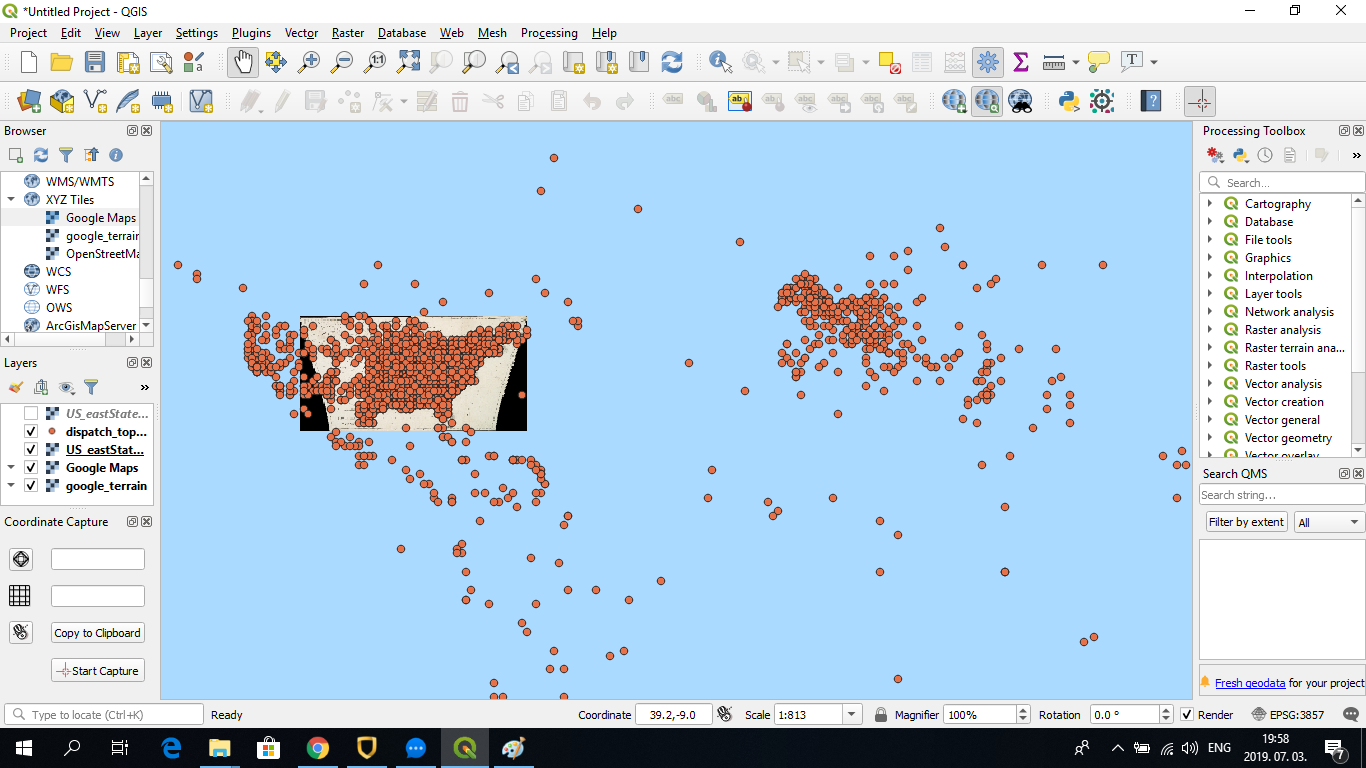 *Untitled Project - QGIS
Project Edit View Layer Settings Plugins Vector Raster Database Web Mesh Processing Help
Browser
WMS/WMTS
XYZ Tiles
Google Maps
google_terrain
OpenStreetMa
WCS
WFS
OWS
ArcGisMapServer
Layers
US_eastState...
dispatch_top...
US_eastStat...
Google Maps
google_terrain
Coordinate Capture
Copy to Clipboard
Start Capture
Processing Toolbox
Search...
Cartography
Database
File tools
Graphics
Interpolation
Layer tools
Network analysis
Raster analysis
Raster terrain ana...
Raster tools
Vector analysis
Vector creation
Vector general
Vector geometry
Vector overlay
Search QMS
Search string...
Filter by extent All
Fresh geodata for your project
Type to locate (Ctrl+K) Ready Coordinate 39.2,-9.0 Scale 1:813 Magnifier 100% Rotation 0.0 ° Render EPSG:3857
ENG
19:58
2019. 07. 03.
7